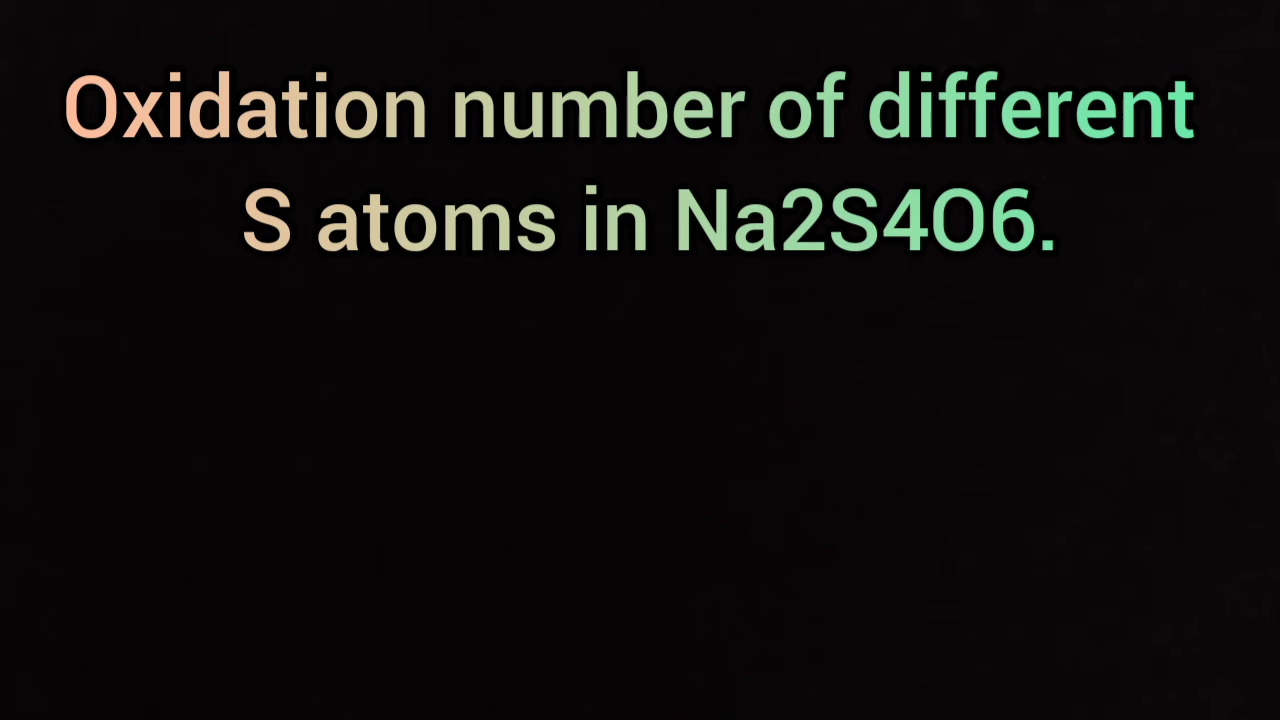 Oxidation number of different
S atoms in Na2S4O6.